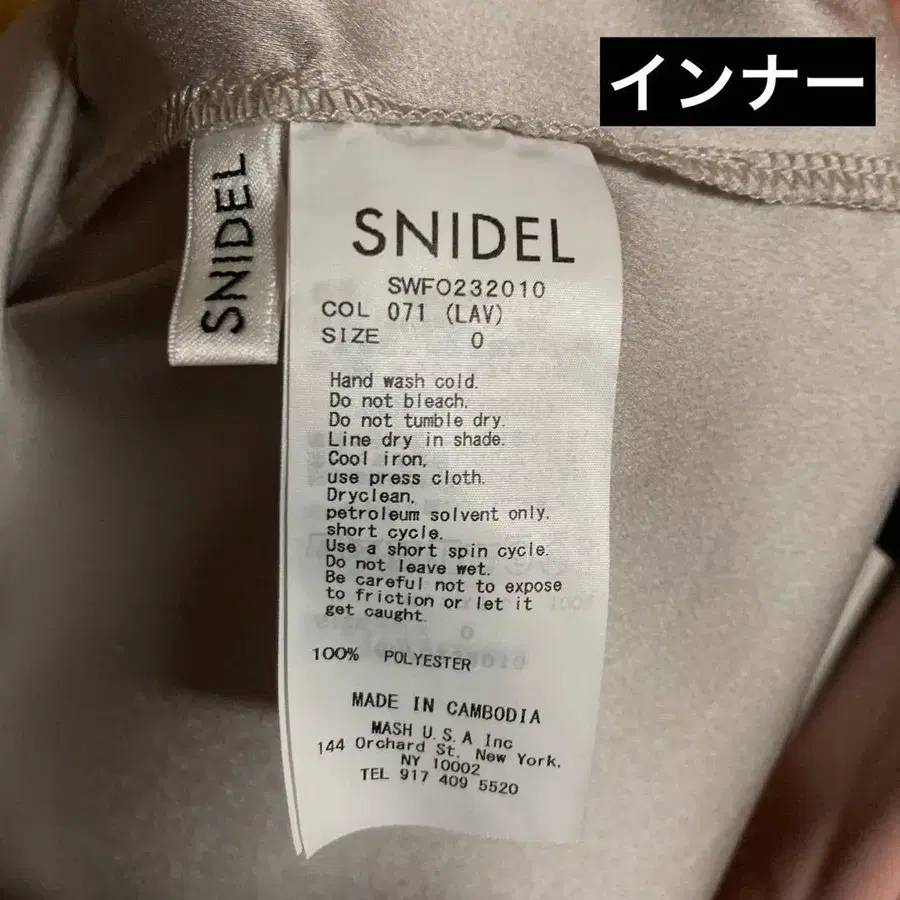 インナー
SNIDEL
SNIDEL
SWFO232010
COL 071 (LAV)
SIZE 0
Hand wash cold.
Do not bleach.
Do not tumble dry.
Line dry in shade.
Cool iron,
use press cloth.
Dryclean,
petroleum solvent only.
short cycle.
Use a short spin cycle.
Do not leave wet.
Be careful not to expose
to friction or let it
get caught.
100% POLYESTER
MADE IN CAMBODIA
MASH U.S.A Inc
144 Orchard St. New York.
NY 10002
TEL 917 409 5520